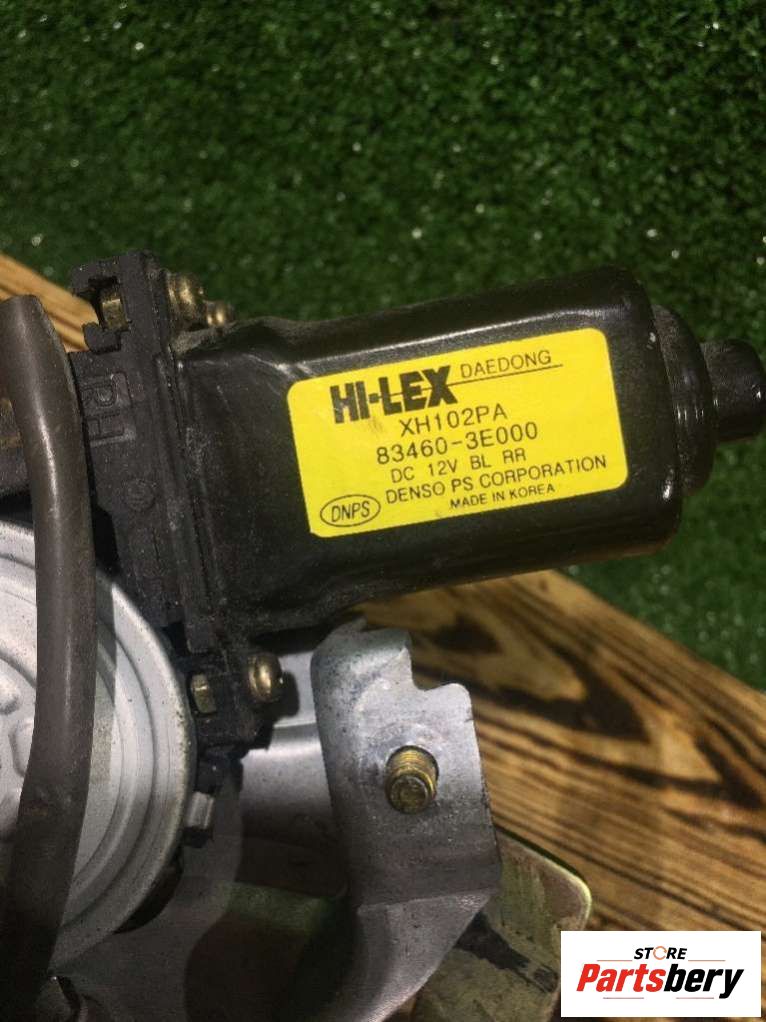 HI-LEX DAEDONG
XH102PA
83460-3E000
DC 12V BL RR
DNPS DENSO PS CORPORATION
MADE IN KOREA
STORE
Partsbery